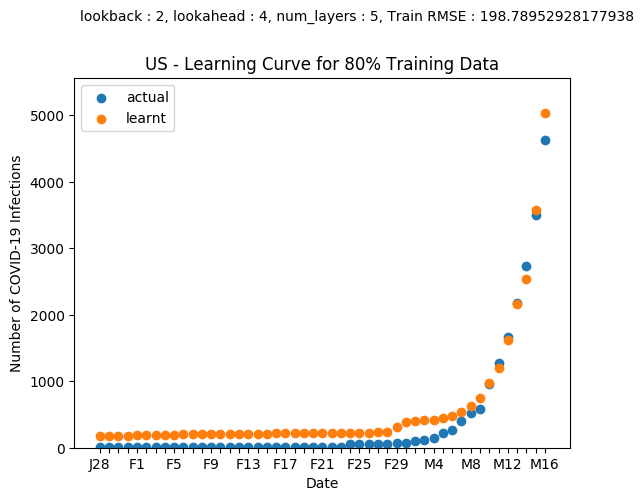 lookback : 2, lookahead : 4, num_layers : 5, Train RMSE : 198.78952928177938
US - Learning Curve for 80% Training Data
actual
learnt
Number of COVID-19 Infections
5000
4000
3000
2000
1000
0
J28 F1 F5 F9 F13 F17 F21 F25 F29 M4 M8 M12 M16
Date